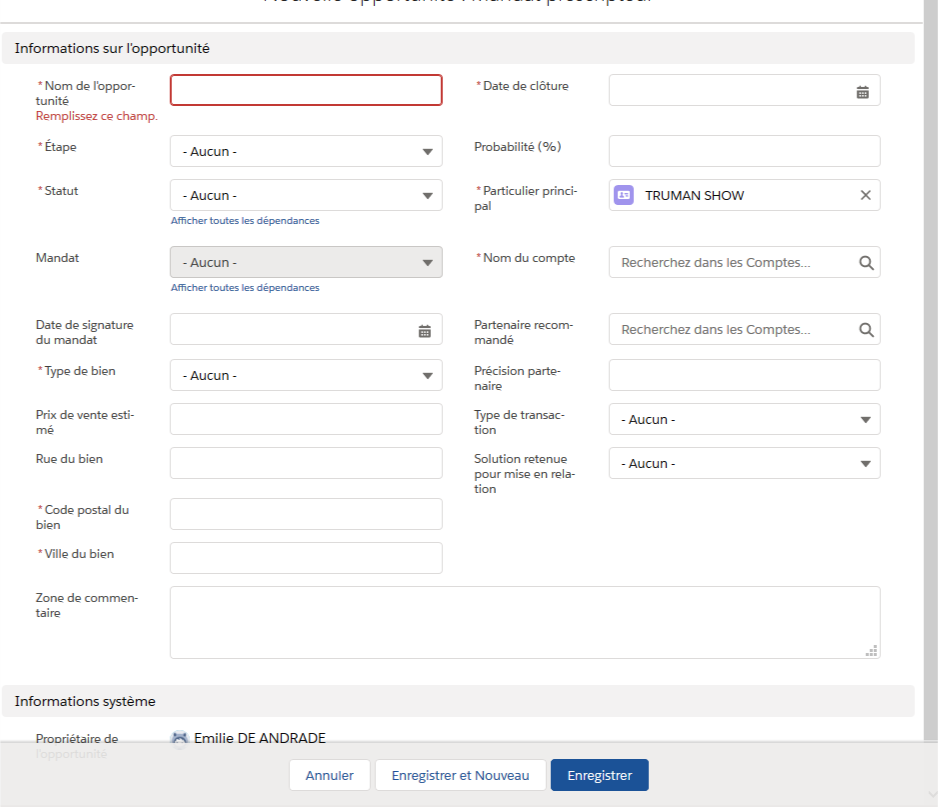 Nouvelle opportunité : Mandat prescripteur
Informations sur l'opportunité
*Nom de l'oppor-
tunité
Remplissez ce champ.
*Date de clôture
*Étape
- Aucun -
Probabilité (%)
*Statut
- Aucun -
Afficher toutes les dépendances
*Particulier princi-
pal
TRUMAN SHOW
Mandat
- Aucun -
Afficher toutes les dépendances
*Nom du compte
Recherchez dans les Comptes...
Date de signature
du mandat
Partenaire recom-
mandé
Recherchez dans les Comptes...
*Type de bien
- Aucun -
Précision parte-
naire
Prix de vente esti-
mé
Type de transac-
tion
- Aucun -
Rue du bien
Solution retenue
pour mise en rela-
tion
- Aucun -
*Code postal du
bien
*Ville du bien
Zone de commen-
taire
Informations système
Propriétaire de
l'opportunité
Emilie DE ANDRADE
Annuler
Enregistrer et Nouveau
Enregistrer